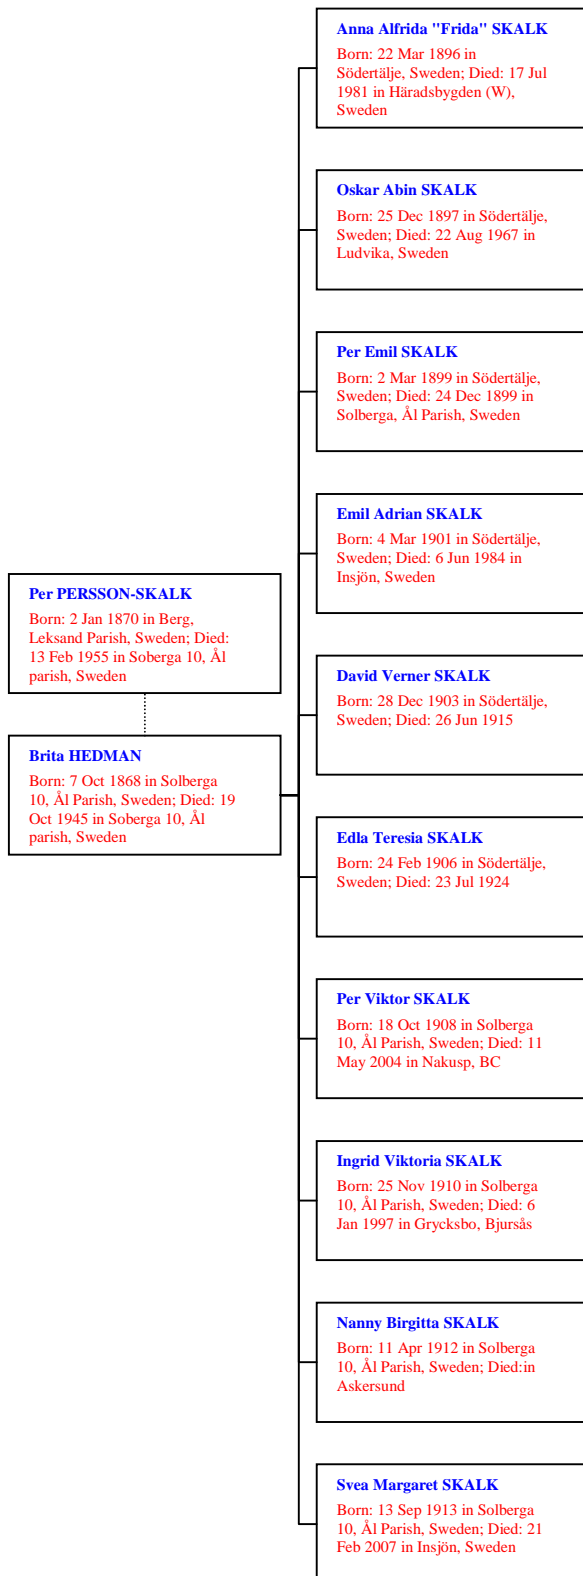 Anna Alfrida "Frida" SKALK
Born: 22 Mar 1896 in
Södertälje, Sweden; Died: 17 Jul
1981 in Häradsbygden (W),
Sweden
Oskar Abin SKALK
Born: 25 Dec 1897 in Södertälje,
Sweden; Died: 22 Aug 1967 in
Ludvika, Sweden
Per Emil SKALK
Born: 2 Mar 1899 in Södertälje,
Sweden; Died: 24 Dec 1899 in
Solberga, Ål Parish, Sweden
Emil Adrian SKALK
Born: 4 Mar 1901 in Södertälje,
Sweden; Died: 6 Jun 1984 in
Insjön, Sweden
Per PERSSON-SKALK
Born: 2 Jan 1870 in Berg,
Leksand Parish, Sweden; Died:
13 Feb 1955 in Soberga 10, Ål
parish, Sweden
David Verner SKALK
Born: 28 Dec 1903 in Södertälje,
Sweden; Died: 26 Jun 1915
Brita HEDMAN
Born: 7 Oct 1868 in Solberga
10, Ål Parish, Sweden; Died: 19
Oct 1945 in Soberga 10, Ål
parish, Sweden
Edla Teresia SKALK
Born: 24 Feb 1906 in Södertälje,
Sweden; Died: 23 Jul 1924
Per Viktor SKALK
Born: 18 Oct 1908 in Solberga
10, Ål Parish, Sweden; Died: 11
May 2004 in Nakusp, BC
Ingrid Viktoria SKALK
Born: 25 Nov 1910 in Solberga
10, Ål Parish, Sweden; Died: 6
Jan 1997 in Grycksbo, Bjursås
Nanny Birgitta SKALK
Born: 11 Apr 1912 in Solberga
10, Ål Parish, Sweden; Died:in
Askersund
Svea Margaret SKALK
Born: 13 Sep 1913 in Solberga
10, Ål Parish, Sweden; Died: 21
Feb 2007 in Insjön, Sweden